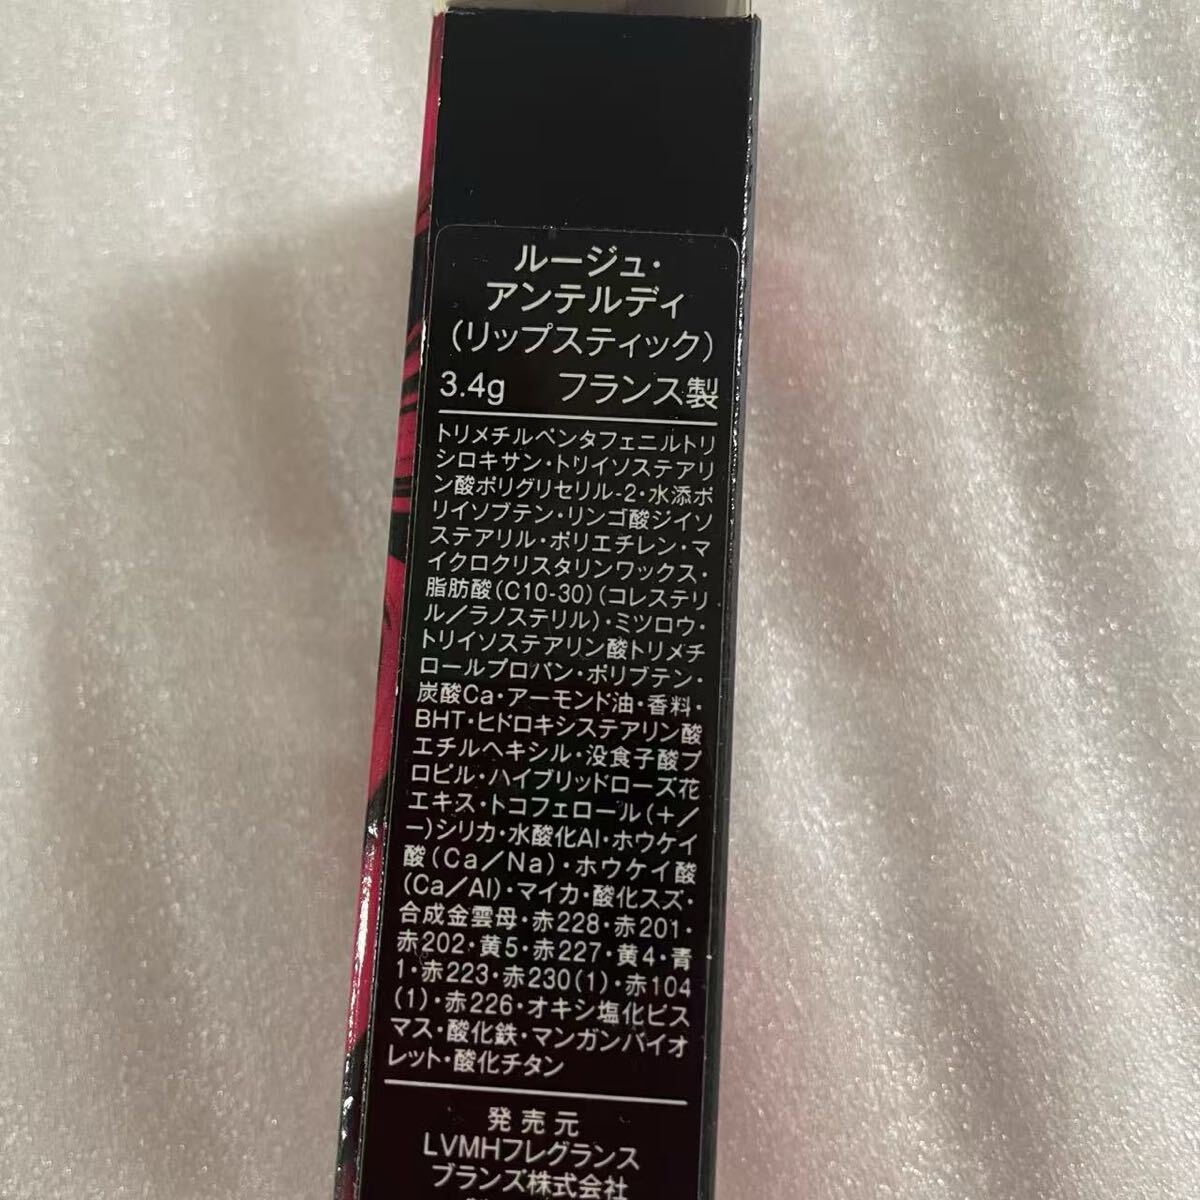 ルージュ・
アンテルディ
(リップスティック)
3.4g フランス製
トリメチルペンタフェニルトリ
シロキサン・トリイソステアリ
ン酸ポリグリセリル-2・水添ポ
リイソブテン・リンゴ酸ジイソ
ステアリル・ポリエチレン・マ
イクロクリスタリンワックス・
脂肪酸(C10-30)(コレステリ
ル/ラノステリル)・ミツロウ・
トリイソステアリン酸トリメチ
ロールプロパン・ポリブテン・
炭酸Ca・アーモンド油・香料・
BHT・ヒドロキシステアリン酸
エチルヘキシル・没食子酸プ
ロピル・ハイブリッドローズ花
エキス・トコフェロール(+/
-)シリカ・水酸化Al・ホウケイ
酸(Ca/Na)・ホウケイ酸
(Ca/Al)・マイカ・酸化スズ・
合成金雲母・赤228・赤201・
赤202・黄5・赤227・黄4・青
1・赤223・赤230(1)・赤104
(1)・赤226・オキシ塩化ビス
マス・酸化鉄・マンガンバイオ
レット・酸化チタン
発売元
LVMHフレグランス
ブランズ株式会社